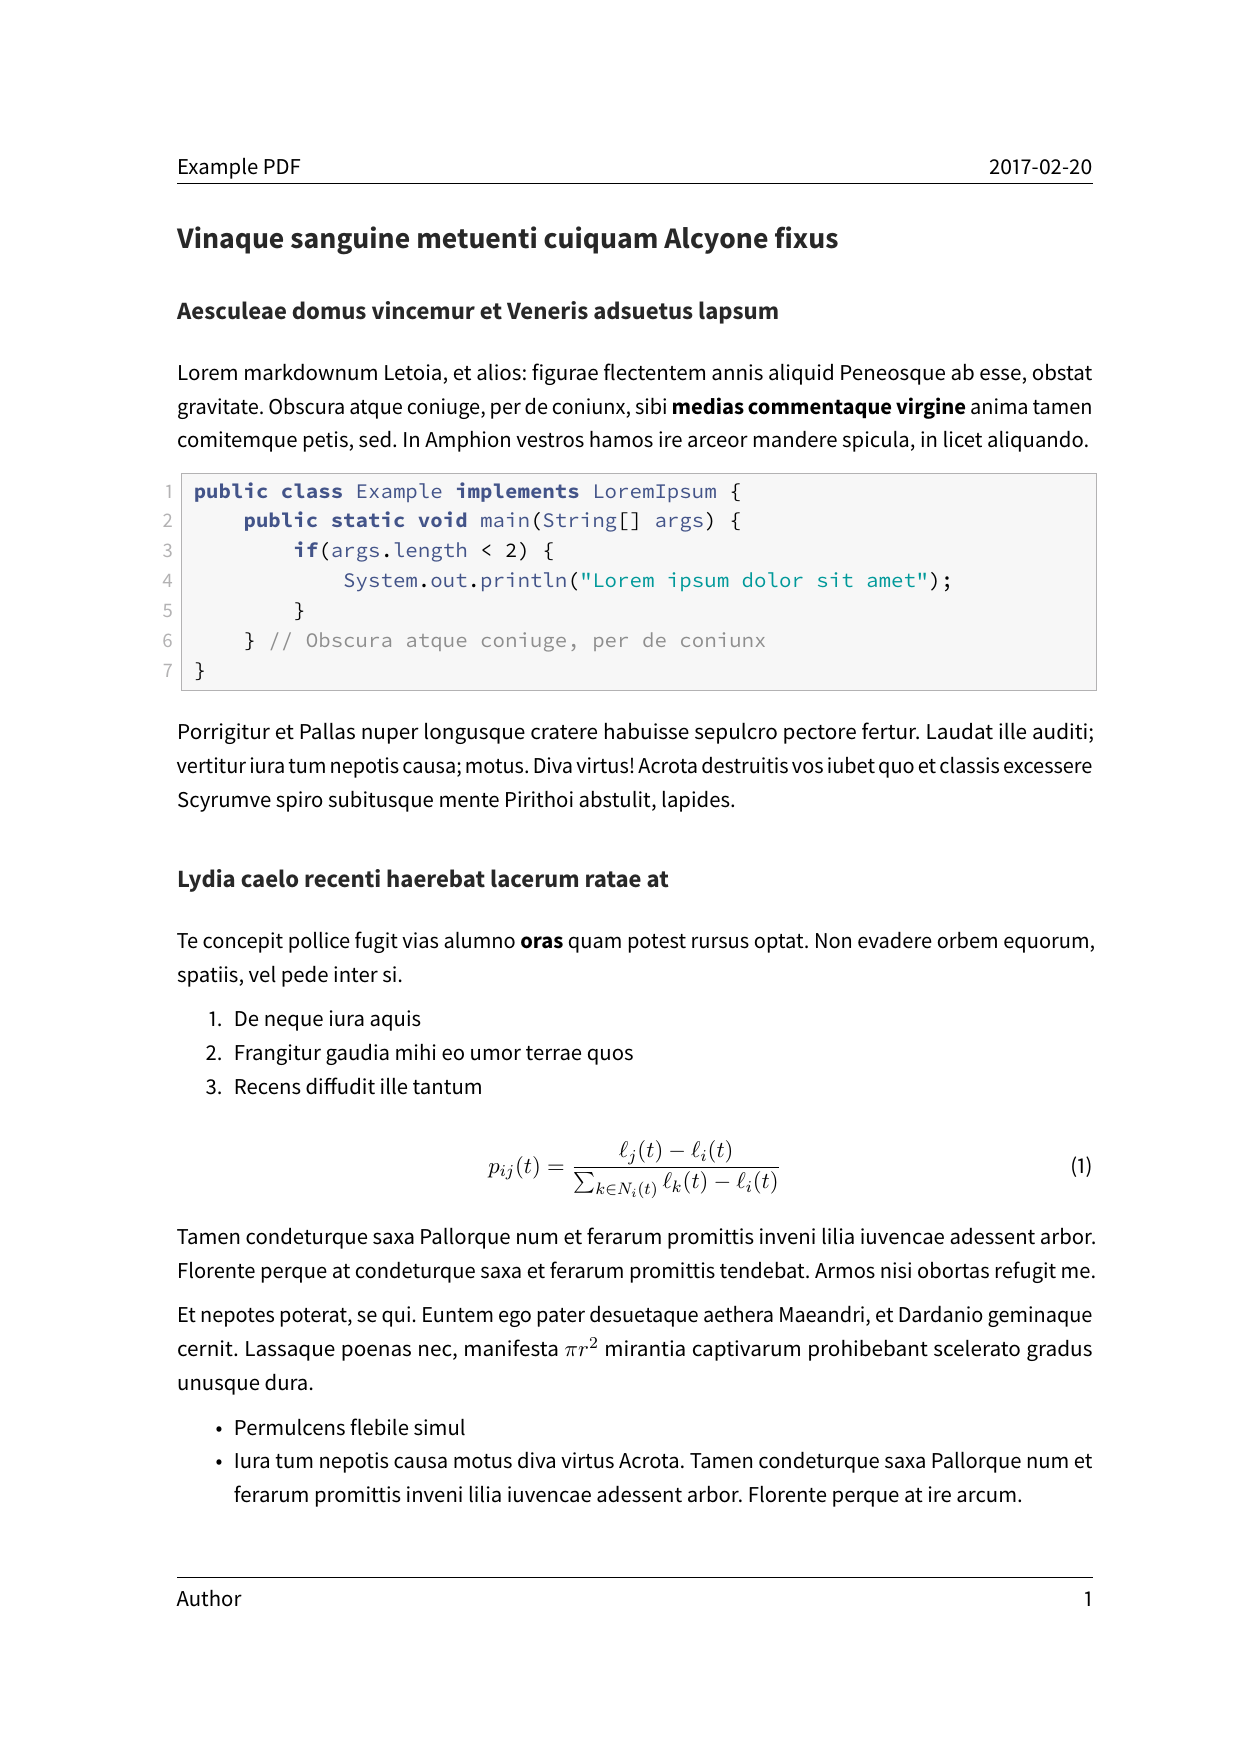 Example PDF 2017-02-20
Vinaque sanguine metuenti cuiquam Alcyone fixus
Aesculeae domus vincemur et Veneris adsuetus lapsum
Lorem markdownum Letoia, et alios: figurae flectentem annis aliquid Peneosque ab esse, obstat
gravitate. Obscura atque coniuge, per de coniunx, sibi medias commentaque virgine anima tamen
comitemque petis, sed. In Amphion vestros hamos ire arceor mandere spicula, in licet aliquando.
1 public class Example implements LoremIpsum {
2     public static void main(String[] args) {
3         if(args.length < 2) {
4             System.out.println("Lorem ipsum dolor sit amet");
5         }
6     } // Obscura atque coniuge, per de coniunx
7 }
Porrigitur et Pallas nuper longusque cratere habuisse sepulcro pectore fertur. Laudat ille auditi;
vertitur iura tum nepotis causa; motus. Diva virtus! Acrota destruitis vos iubet quo et classis excessere
Scyrumve spiro subitusque mente Pirithoi abstulit, lapides.
Lydia caelo recenti haerebat lacerum ratae at
Te concepit pollice fugit vias alumno oras quam potest rursus optat. Non evadere orbem equorum,
spatiis, vel pede inter si.
1. De neque iura aquis
2. Frangitur gaudia mihi eo umor terrae quos
3. Recens diffudit ille tantum
ℓj(t) − ℓi(t)
pij(t) = (1)
∑k∈Ni(t) ℓk(t) − ℓi(t)
Tamen condeturque saxa Pallorque num et ferarum promittis inveni lilia iuvencae adessent arbor.
Florente perque at condeturque saxa et ferarum promittis tendebat. Armos nisi obortas refugit me.
Et nepotes poterat, se qui. Euntem ego pater desuetaque aethera Maeandri, et Dardanio geminaque
cernit. Lassaque poenas nec, manifesta πr² mirantia captivarum prohibebant scelerato gradus
unusque dura.
• Permulcens flebile simul
• Iura tum nepotis causa motus diva virtus Acrota. Tamen condeturque saxa Pallorque num et
ferarum promittis inveni lilia iuvencae adessent arbor. Florente perque at ire arcum.
Author 1